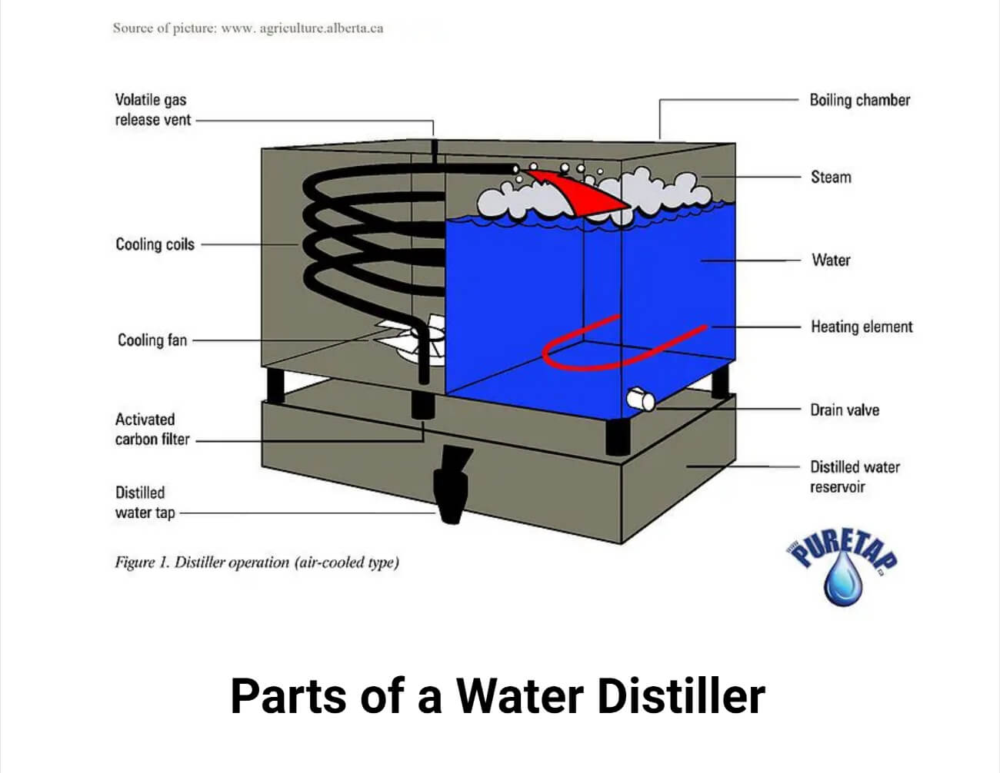 Source of picture: www. agriculture.alberta.ca
Volatile gas
release vent
Boiling chamber
Steam
Cooling coils
Water
Heating element
Cooling fan
Drain valve
Activated
carbon filter
Distilled water
reservoir
Distilled
water tap
Figure 1. Distiller operation (air-cooled type)
www.PURETAP.ca
Parts of a Water Distiller